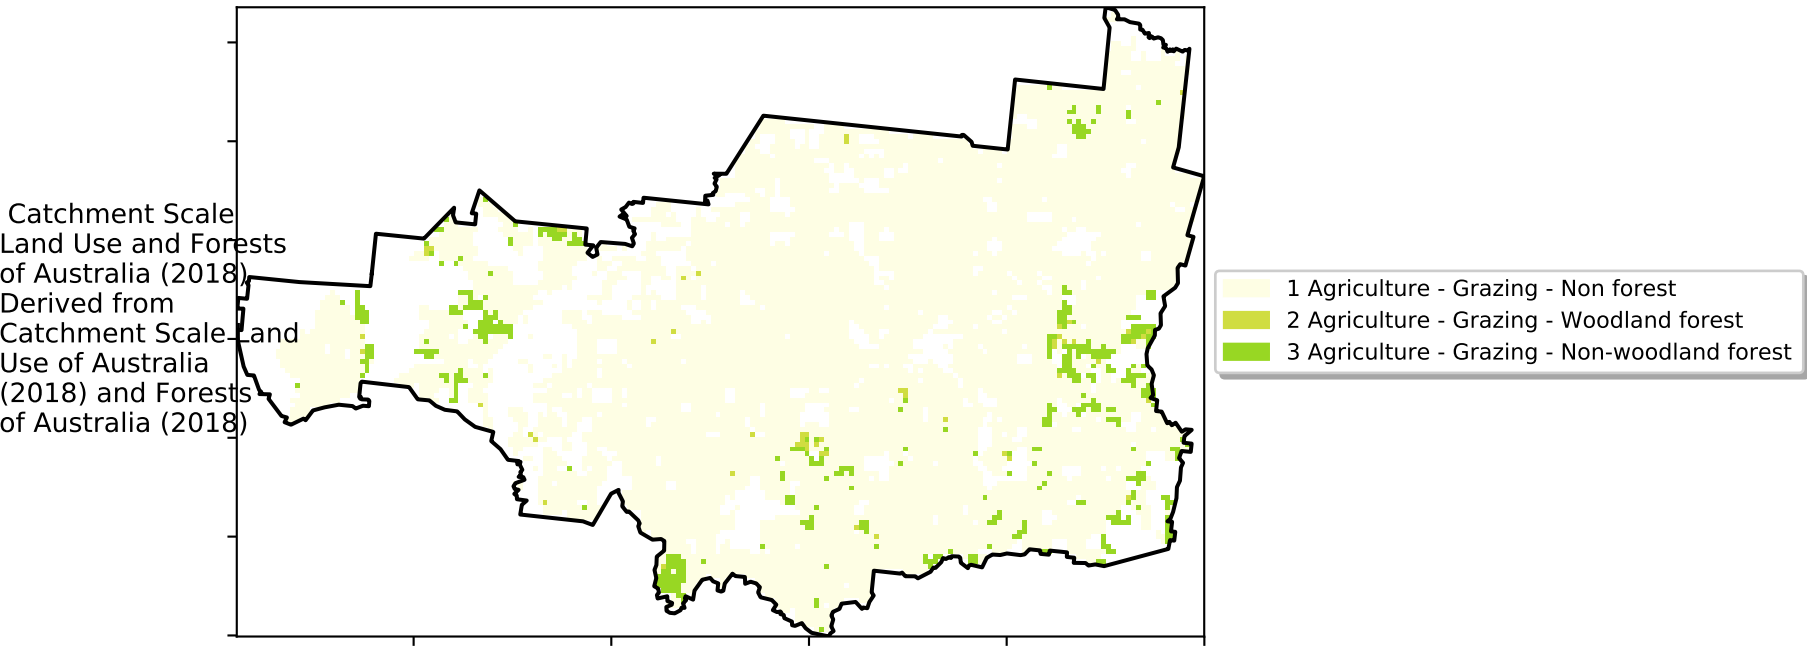 Catchment Scale
Land Use and Forests
of Australia (2018)
Derived from
Catchment Scale Land
Use of Australia
(2018) and Forests
of Australia (2018)
1 Agriculture - Grazing - Non forest
2 Agriculture - Grazing - Woodland forest
3 Agriculture - Grazing - Non-woodland forest